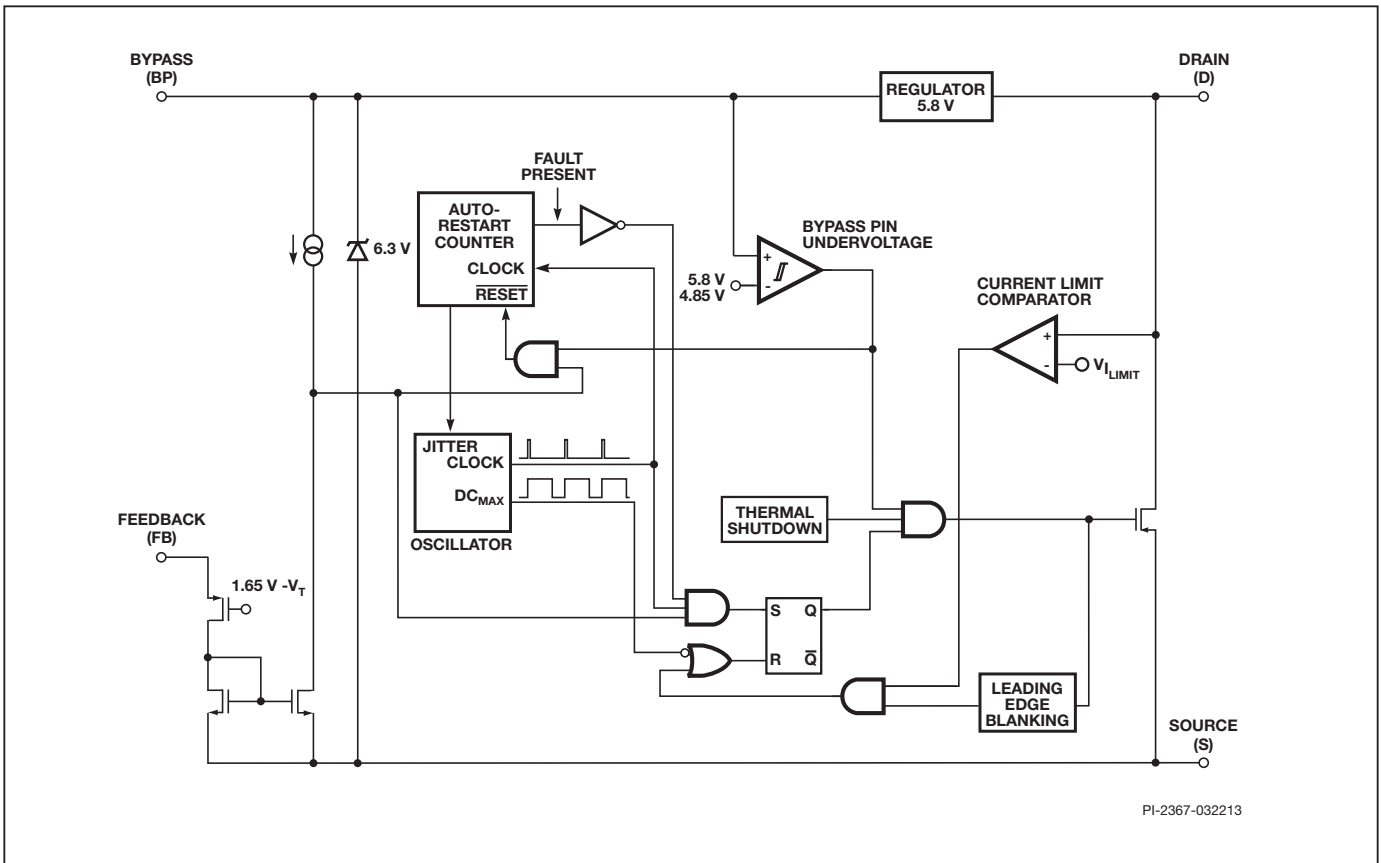 BYPASS
(BP)
DRAIN
(D)
REGULATOR
5.8 V
FAULT
PRESENT
AUTO-
RESTART
COUNTER
CLOCK
RESET
6.3 V
BYPASS PIN
UNDERVOLTAGE
+
-
5.8 V
4.85 V
CURRENT LIMIT
COMPARATOR
+
-
VILIMIT
JITTER
CLOCK
DCMAX
OSCILLATOR
THERMAL
SHUTDOWN
FEEDBACK
(FB)
1.65 V -VT
S Q
R Q
LEADING
EDGE
BLANKING
SOURCE
(S)
PI-2367-032213